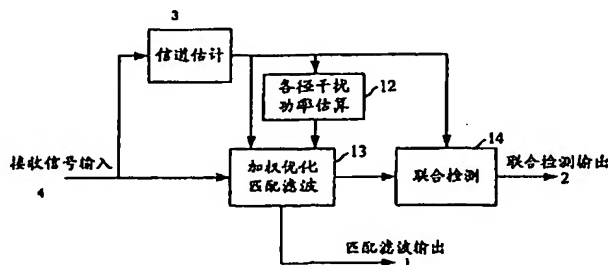 3
信道估计
各径干扰
功率估算
12
接收信号输入
4
加权优化
匹配滤波
13
联合检测
14
联合检测输出
2
匹配滤波输出
1